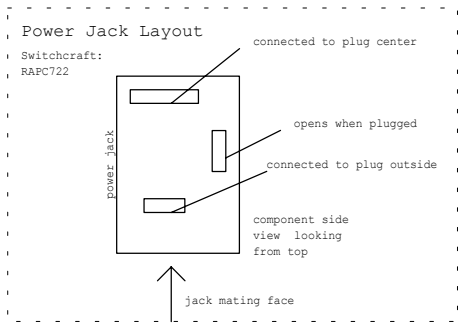 Power Jack Layout
Switchcraft:
RAPC722
connected to plug center
opens when plugged
power jack
connected to plug outside
component side
view looking
from top
jack mating face